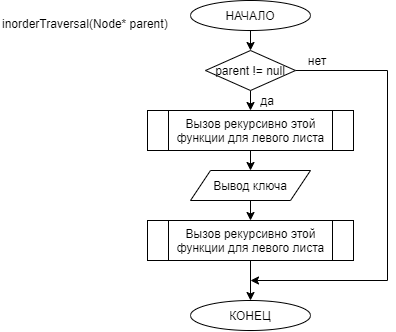 НАЧАЛО
inorderTraversal(Node* parent)
parent != null
нет
да
Вызов рекурсивно этой
функции для левого листа
Вывод ключа
Вызов рекурсивно этой
функции для левого листа
КОНЕЦ